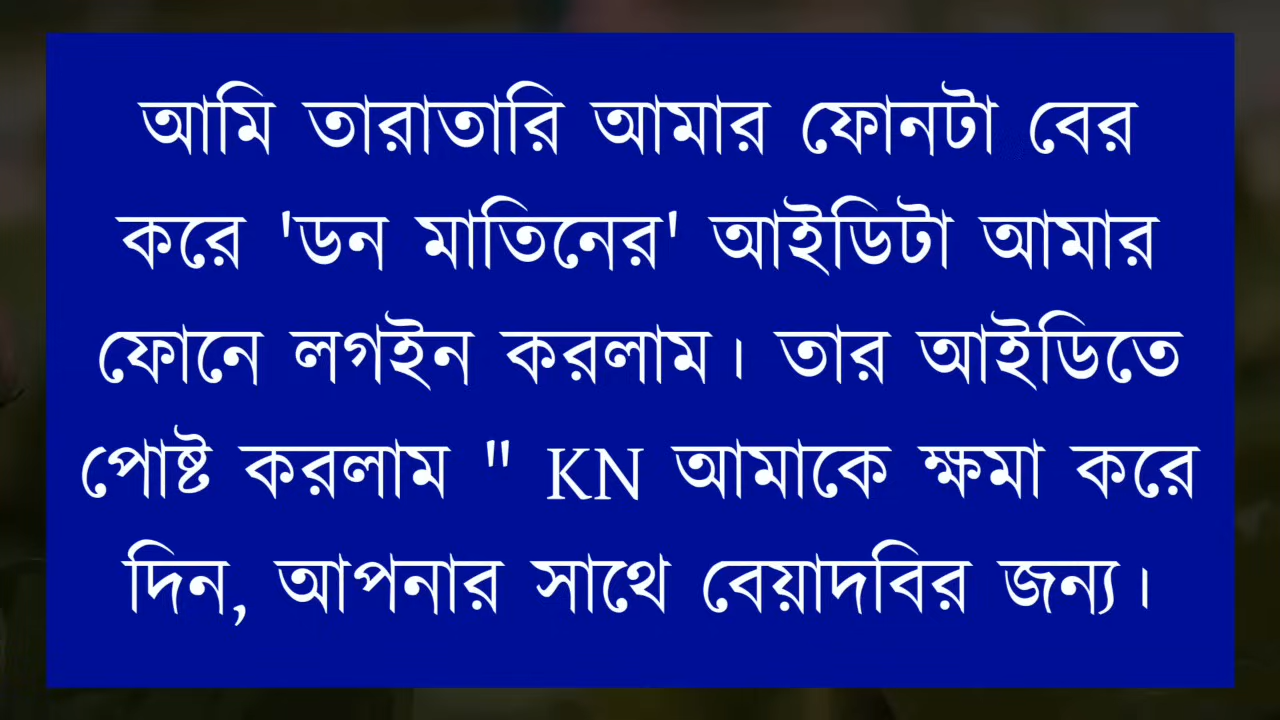 আমি তারাতারি আমার ফোনটা বের
করে 'ডন মাতিনের' আইডিটা আমার
ফোনে লগইন করলাম। তার আইডিতে
পোষ্ট করলাম " KN আমাকে ক্ষমা করে
দিন, আপনার সাথে বেয়াদবির জন্য।